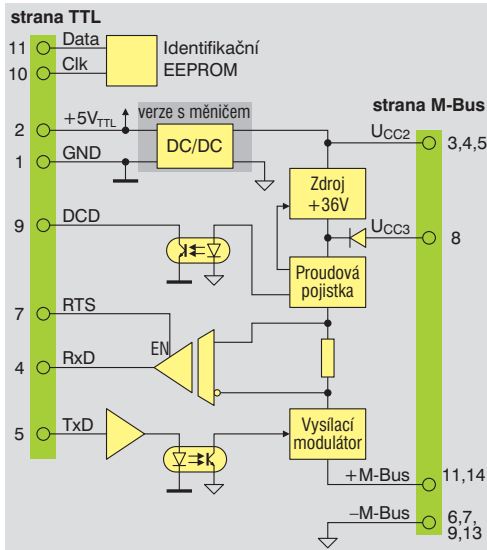 strana TTL
11 Data
10 Clk
Identifikační
EEPROM
strana M-Bus
2 +5VTTL
verze s měničem
DC/DC
UCC2
3,4,5
1 GND
Zdroj
+36V
9 DCD
UCC3
8
Proudová
pojistka
7 RTS
EN
4 RxD
5 TxD
Vysílací
modulátor
+M-Bus
11,14
–M-Bus
6,7,
9,13